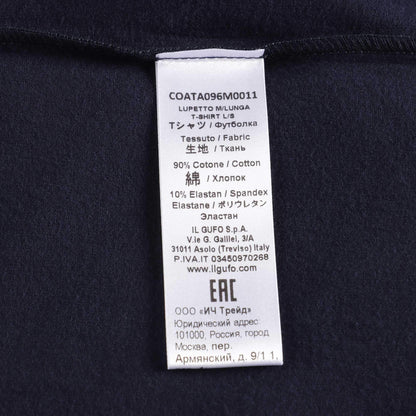 COATA096M0011
LUPETTO M/LUNGA
T-SHIRT L/S
Tシャツ / Футболка
Tessuto / Fabric
生地 / Ткань
90% Cotone / Cotton
綿 / Хлопок
10% Elastan / Spandex
Elastane / ポリウレタン
Эластан
IL GUFO S.p.A.
V.le G. Galilei, 3/A
31011 Asolo (Treviso) Italy
P.IVA.IT 03450970268
www.ilgufo.com
EAC
ООО «ИЧ Трейд»
Юридический адрес:
101000, Россия, город
Москва, пер.
Армянский, д. 9/1 1,